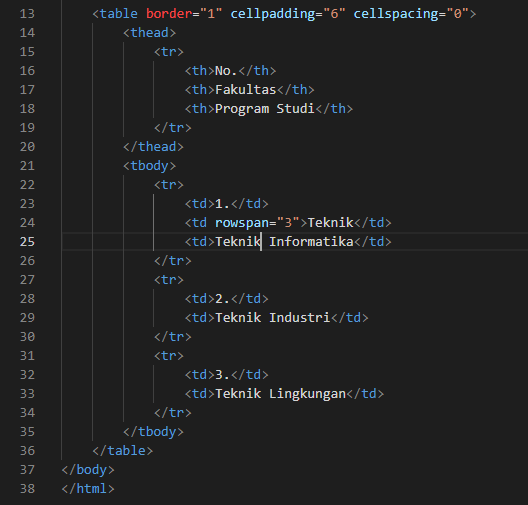 13 <table border="1" cellpadding="6" cellspacing="0">
14 <thead>
15 <tr>
16 <th>No.</th>
17 <th>Fakultas</th>
18 <th>Program Studi</th>
19 </tr>
20 </thead>
21 <tbody>
22 <tr>
23 <td>1.</td>
24 <td rowspan="3">Teknik</td>
25 <td>Teknik Informatika</td>
26 </tr>
27 <tr>
28 <td>2.</td>
29 <td>Teknik Industri</td>
30 </tr>
31 <tr>
32 <td>3.</td>
33 <td>Teknik Lingkungan</td>
34 </tr>
35 </tbody>
36 </table>
37 </body>
38 </html>